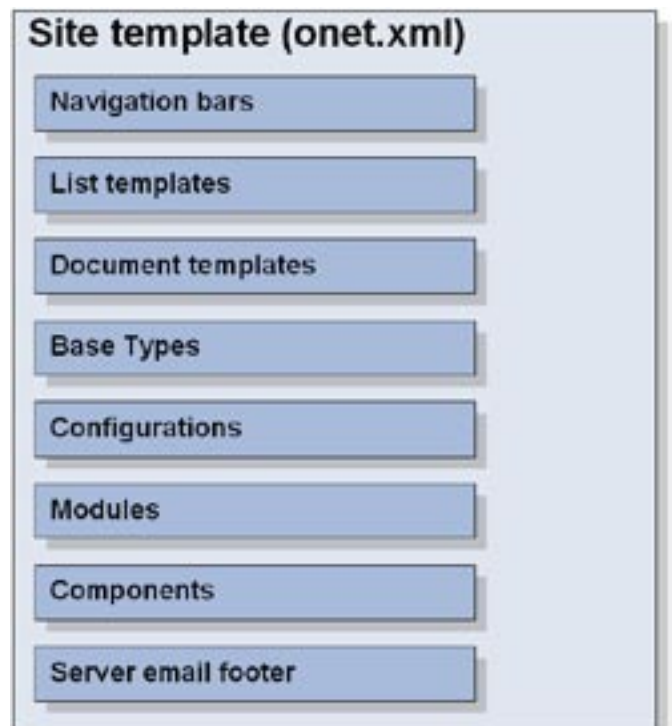 Site template (onet.xml)
Navigation bars
List templates
Document templates
Base Types
Configurations
Modules
Components
Server email footer